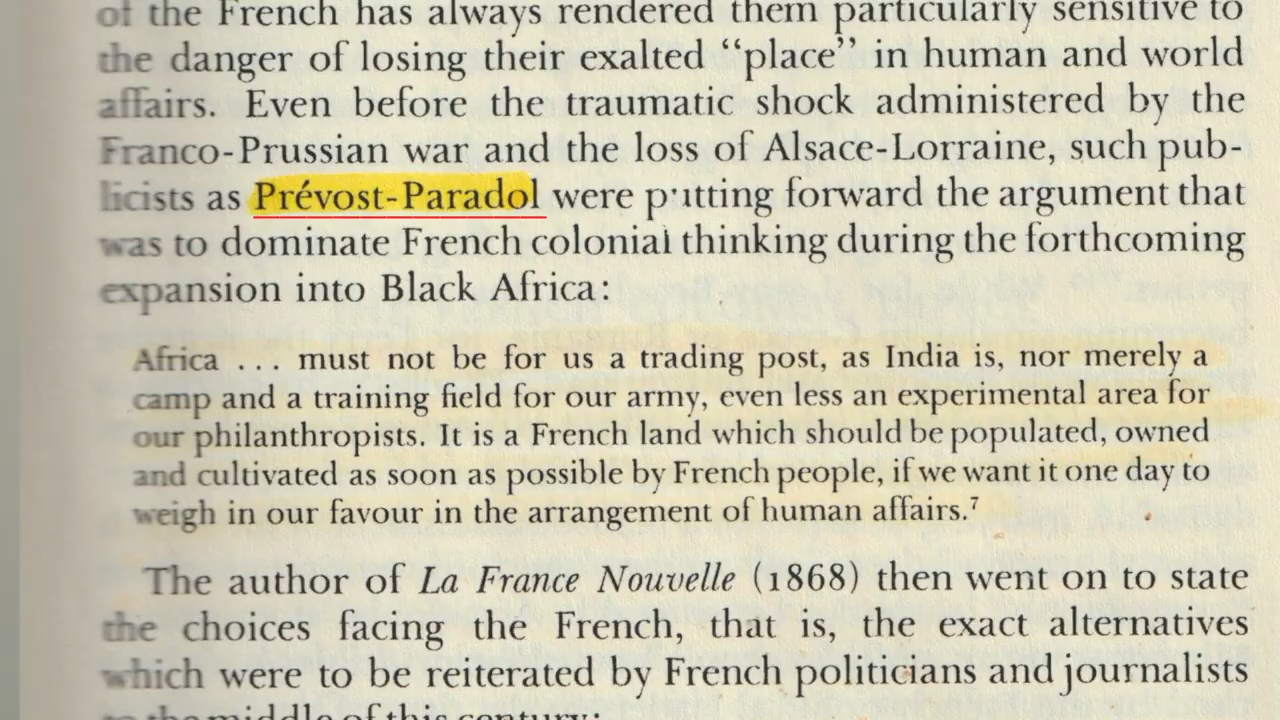 of the French has always rendered them particularly sensitive to
the danger of losing their exalted “place” in human and world
affairs. Even before the traumatic shock administered by the
Franco-Prussian war and the loss of Alsace-Lorraine, such pub-
licists as Prévost-Paradol were putting forward the argument that
was to dominate French colonial thinking during the forthcoming
expansion into Black Africa:
Africa ... must not be for us a trading post, as India is, nor merely a
camp and a training field for our army, even less an experimental area for
our philanthropists. It is a French land which should be populated, owned
and cultivated as soon as possible by French people, if we want it one day to
weigh in our favour in the arrangement of human affairs.⁷
The author of La France Nouvelle (1868) then went on to state
the choices facing the French, that is, the exact alternatives
which were to be reiterated by French politicians and journalists
to the middle of this century: